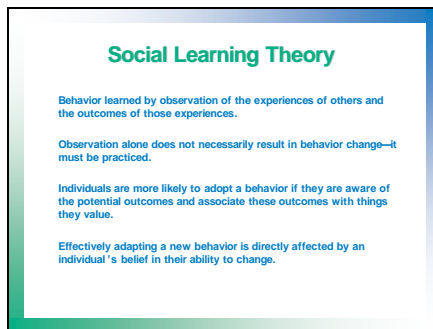 Social Learning Theory
Behavior learned by observation of the experiences of others and
the outcomes of those experiences.
Observation alone does not necessarily result in behavior change—it
must be practiced.
Individuals are more likely to adopt a behavior if they are aware of
the potential outcomes and associate these outcomes with things
they value.
Effectively adapting a new behavior is directly affected by an
individual's belief in their ability to change.